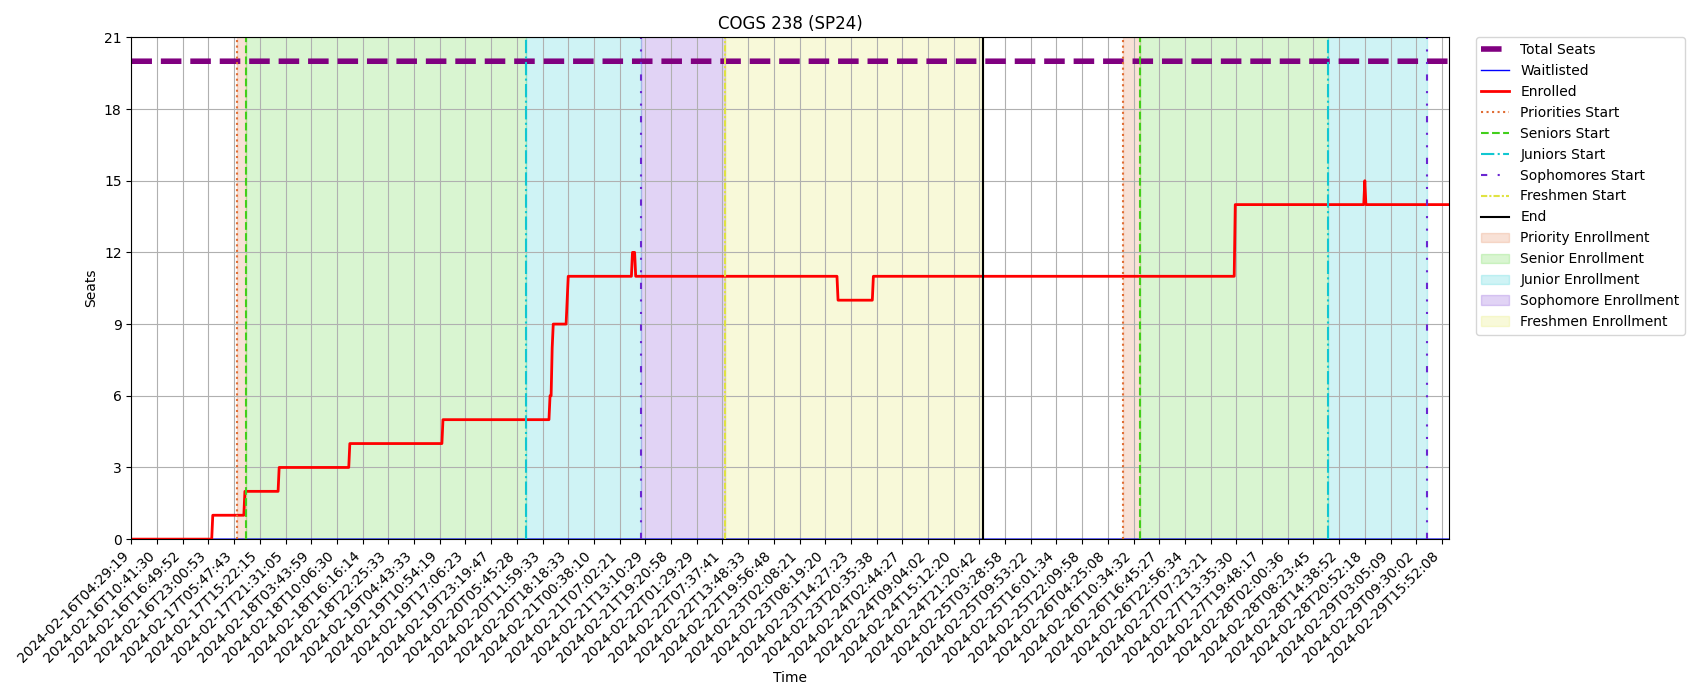 COGS 238 (SP24)
Seats
21
18
15
12
9
6
3
0
2024-02-16T04:29:19
2024-02-16T10:41:30
2024-02-16T16:49:52
2024-02-16T23:00:53
2024-02-17T05:47:43
2024-02-17T15:22:15
2024-02-17T21:31:05
2024-02-18T03:43:59
2024-02-18T10:06:30
2024-02-18T16:16:14
2024-02-18T22:25:33
2024-02-19T04:43:33
2024-02-19T10:54:19
2024-02-19T17:06:23
2024-02-19T23:19:47
2024-02-20T05:45:28
2024-02-20T11:59:33
2024-02-20T18:18:33
2024-02-21T00:38:10
2024-02-21T07:02:21
2024-02-21T13:10:29
2024-02-21T19:20:58
2024-02-22T01:29:29
2024-02-22T07:37:41
2024-02-22T13:48:33
2024-02-22T19:56:48
2024-02-23T02:08:21
2024-02-23T08:19:20
2024-02-23T14:27:23
2024-02-23T20:35:38
2024-02-24T02:44:27
2024-02-24T09:04:02
2024-02-24T15:12:20
2024-02-24T21:20:42
2024-02-25T03:28:58
2024-02-25T09:53:22
2024-02-25T16:01:34
2024-02-25T22:09:58
2024-02-26T04:25:08
2024-02-26T10:34:32
2024-02-26T16:45:27
2024-02-26T22:56:34
2024-02-27T07:23:21
2024-02-27T13:35:30
2024-02-27T19:48:17
2024-02-28T02:00:36
2024-02-28T08:23:45
2024-02-28T14:38:52
2024-02-28T20:52:18
2024-02-29T03:05:09
2024-02-29T09:30:02
2024-02-29T15:52:08
Time
Total Seats
Waitlisted
Enrolled
Priorities Start
Seniors Start
Juniors Start
Sophomores Start
Freshmen Start
End
Priority Enrollment
Senior Enrollment
Junior Enrollment
Sophomore Enrollment
Freshmen Enrollment